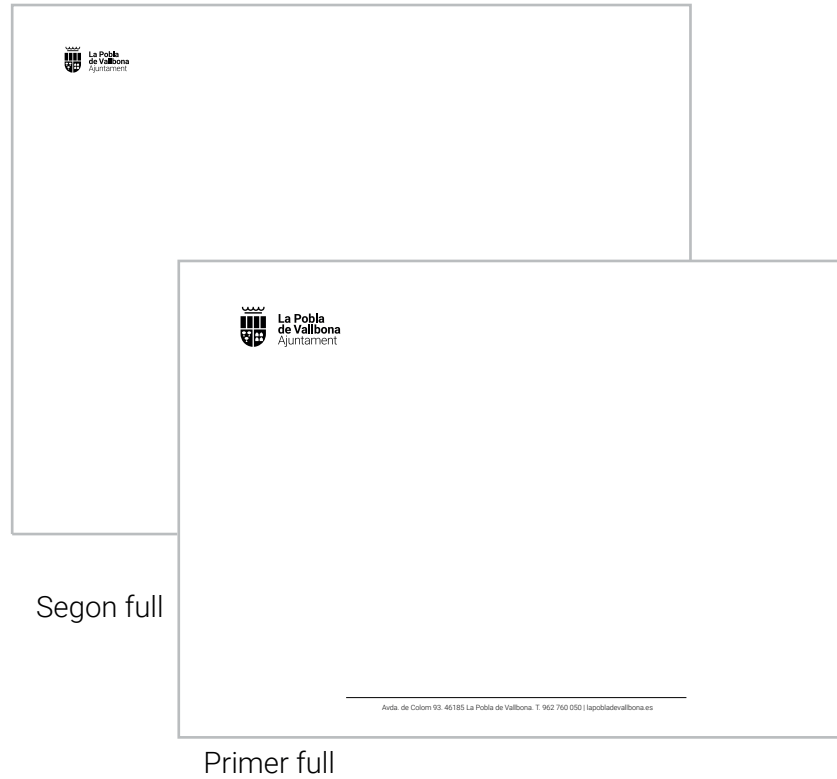 La Pobla
de Vallbona
Ajuntament
La Pobla
de Vallbona
Ajuntament
Segon full
Avda. de Colom 93. 46185 La Pobla de Vallbona. T. 962 760 050 | lapobladevallbona.es
Primer full